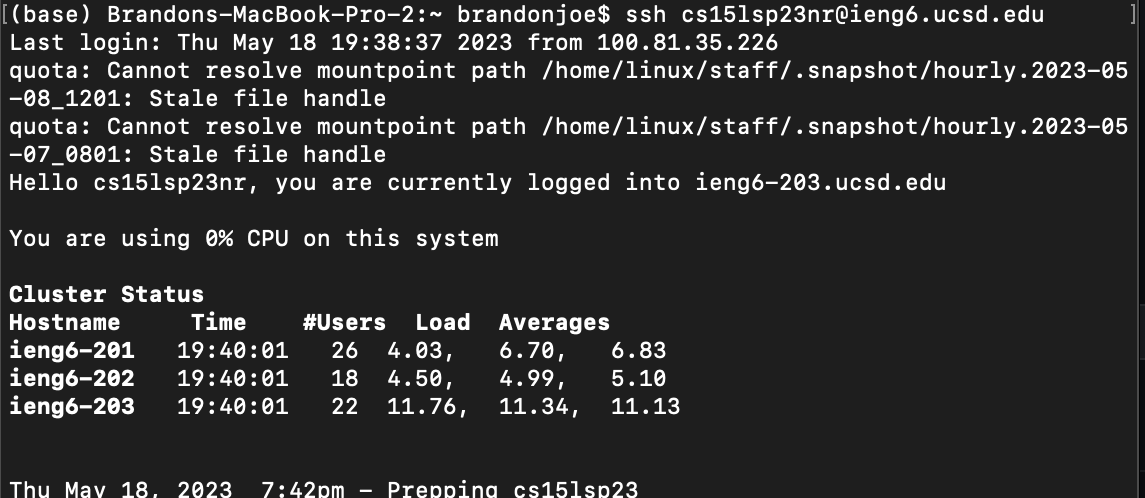 [(base) Brandons-MacBook-Pro-2:~ brandonjoe$ ssh cs15lsp23nr@ieng6.ucsd.edu ]
Last login: Thu May 18 19:38:37 2023 from 100.81.35.226
quota: Cannot resolve mountpoint path /home/linux/staff/.snapshot/hourly.2023-05
-08_1201: Stale file handle
quota: Cannot resolve mountpoint path /home/linux/staff/.snapshot/hourly.2023-05
-07_0801: Stale file handle
Hello cs15lsp23nr, you are currently logged into ieng6-203.ucsd.edu
You are using 0% CPU on this system
Cluster Status
Hostname     Time    #Users  Load  Averages
ieng6-201   19:40:01   26  4.03,   6.70,   6.83
ieng6-202   19:40:01   18  4.50,   4.99,   5.10
ieng6-203   19:40:01   22  11.76,  11.34,  11.13
Thu May 18, 2023  7:42pm - Prepping cs15lsp23